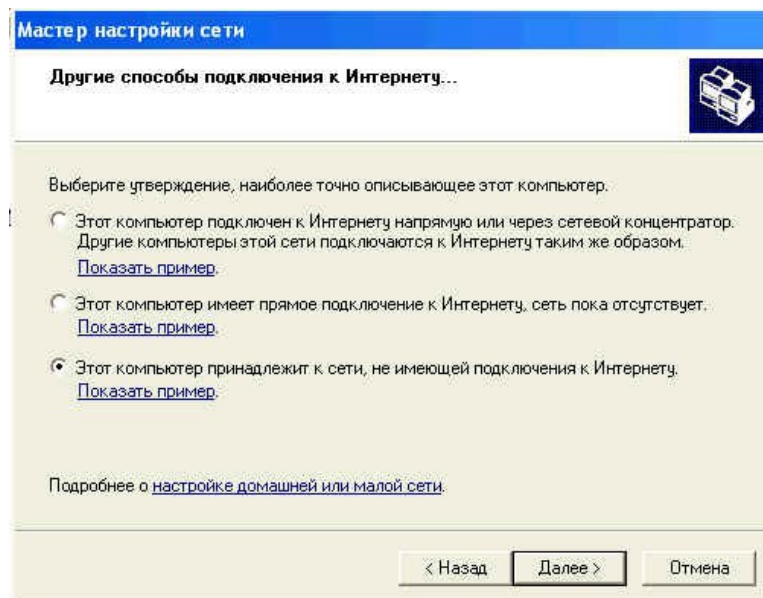 Мастер настройки сети
Другие способы подключения к Интернету...
Выберите утверждение, наиболее точно описывающее этот компьютер.
Этот компьютер подключен к Интернету напрямую или через сетевой концентратор.
Другие компьютеры этой сети подключаются к Интернету таким же образом.
Показать пример.
Этот компьютер имеет прямое подключение к Интернету, сеть пока отсутствует.
Показать пример.
Этот компьютер принадлежит к сети, не имеющей подключения к Интернету.
Показать пример.
Подробнее о настройке домашней или малой сети.
< Назад
Далее >
Отмена